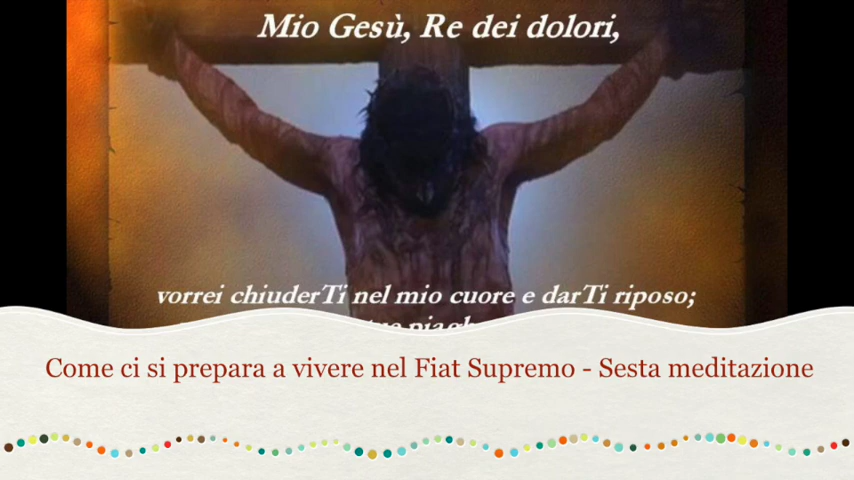 Mio Gesù, Re dei dolori,
vorrei chiuderTi nel mio cuore e darTi riposo;
Come ci si prepara a vivere nel Fiat Supremo - Sesta meditazione